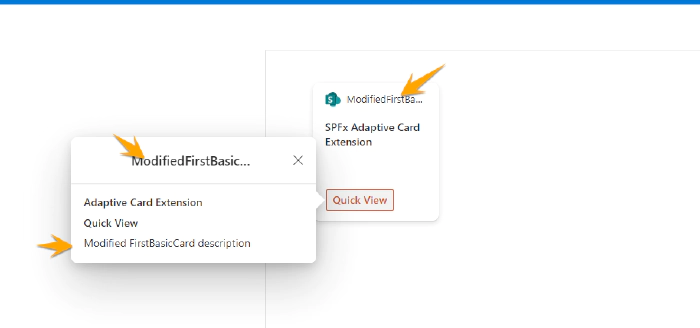 ModifiedFirstBa...
SPFx Adaptive Card
Extension
Quick View
ModifiedFirstBasic...
Adaptive Card Extension
Quick View
Modified FirstBasicCard description